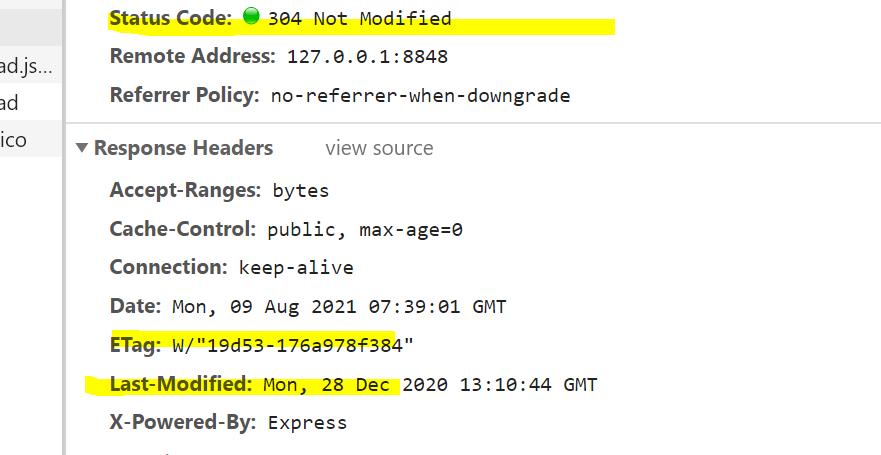 Status Code: 304 Not Modified
ad.js... Remote Address: 127.0.0.1:8848
ad Referrer Policy: no-referrer-when-downgrade
ico Response Headers view source
Accept-Ranges: bytes
Cache-Control: public, max-age=0
Connection: keep-alive
Date: Mon, 09 Aug 2021 07:39:01 GMT
ETag: W/"19d53-176a978f384"
Last-Modified: Mon, 28 Dec 2020 13:10:44 GMT
X-Powered-By: Express